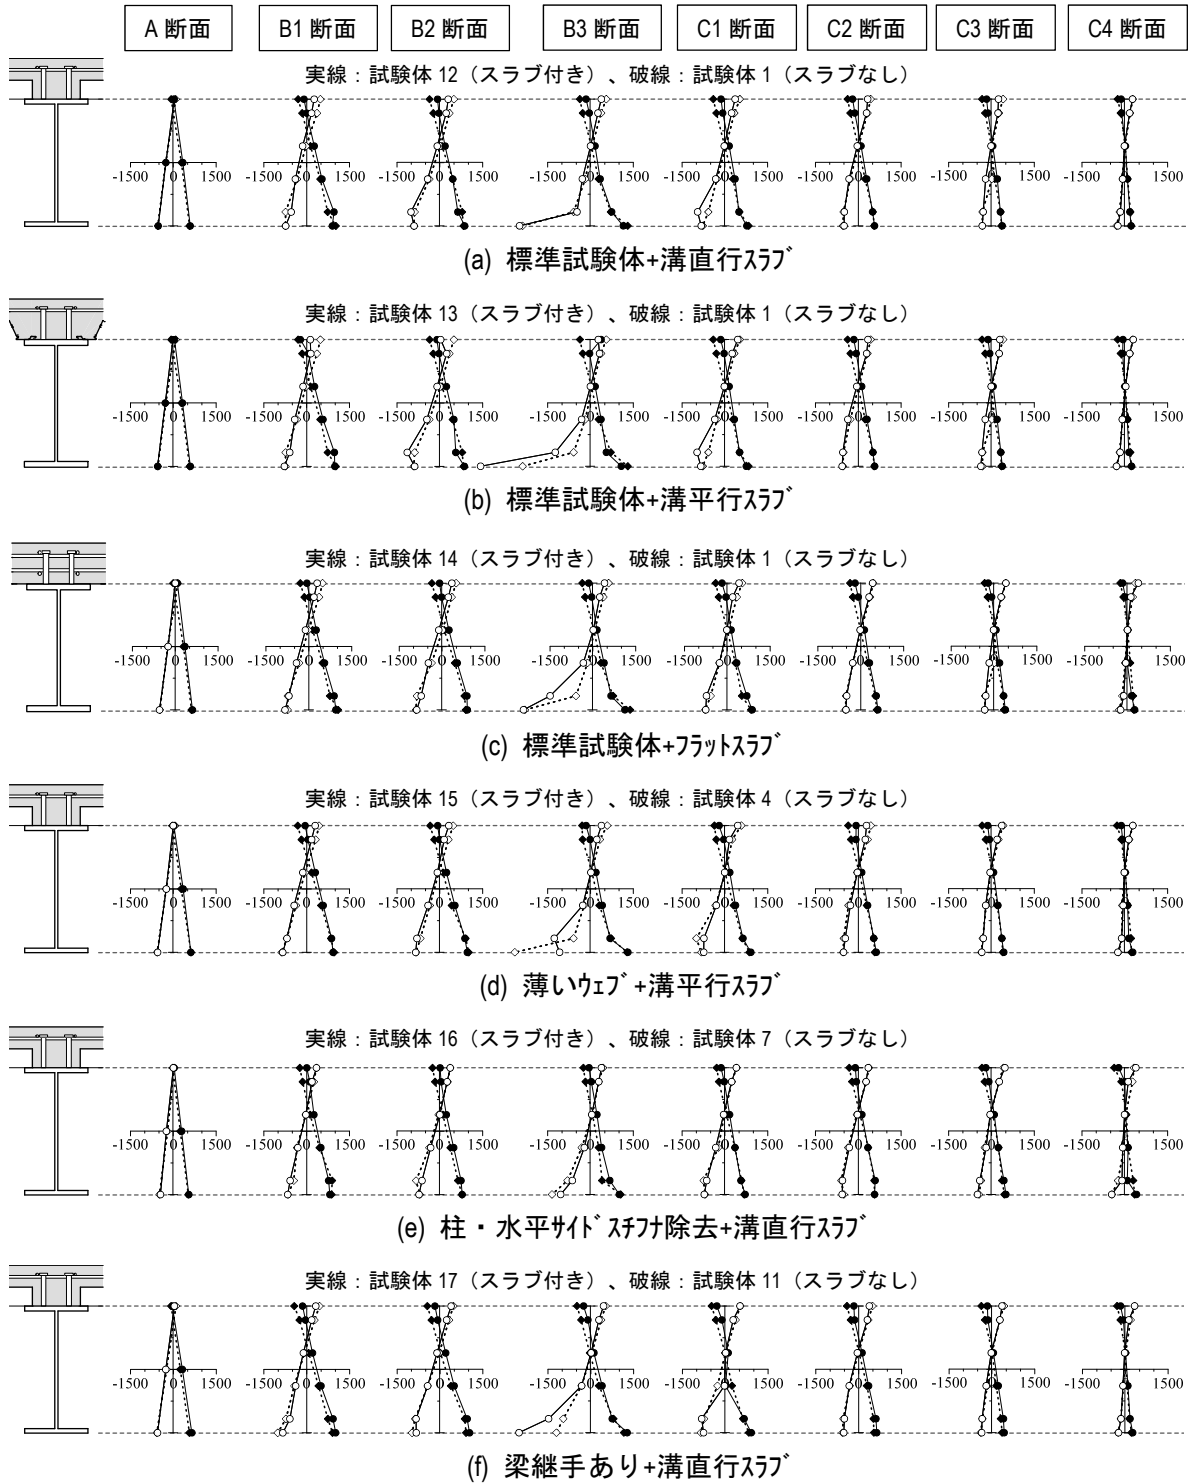 A 断面 B1 断面 B2 断面 B3 断面 C1 断面 C2 断面 C3 断面 C4 断面
実線：試験体 12（スラブ付き）、破線：試験体 1（スラブなし）
-1500 0 1500 -1500 0 1500 -1500 0 1500 -1500 0 1500 -1500 0 1500 -1500 0 1500 -1500 0 1500 -1500 0 1500
(a) 標準試験体+溝直行ｽﾗﾌﾞ
実線：試験体 13（スラブ付き）、破線：試験体 1（スラブなし）
-1500 0 1500 -1500 0 1500 -1500 0 1500 -1500 0 1500 -1500 0 1500 -1500 0 1500 -1500 0 1500 -1500 0 1500
(b) 標準試験体+溝平行ｽﾗﾌﾞ
実線：試験体 14（スラブ付き）、破線：試験体 1（スラブなし）
-1500 0 1500 -1500 0 1500 -1500 0 1500 -1500 0 1500 -1500 0 1500 -1500 0 1500 -1500 0 1500 -1500 0 1500
(c) 標準試験体+ﾌﾗｯﾄｽﾗﾌﾞ
実線：試験体 15（スラブ付き）、破線：試験体 4（スラブなし）
-1500 0 1500 -1500 0 1500 -1500 0 1500 -1500 0 1500 -1500 0 1500 -1500 0 1500 -1500 0 1500 -1500 0 1500
(d) 薄いｳｪﾌﾞ+溝平行ｽﾗﾌﾞ
実線：試験体 16（スラブ付き）、破線：試験体 7（スラブなし）
-1500 0 1500 -1500 0 1500 -1500 0 1500 -1500 0 1500 -1500 0 1500 -1500 0 1500 -1500 0 1500 -1500 0 1500
(e) 柱・水平ｻｲﾄﾞｽﾁﾌﾅ除去+溝直行ｽﾗﾌﾞ
実線：試験体 17（スラブ付き）、破線：試験体 11（スラブなし）
-1500 0 1500 -1500 0 1500 -1500 0 1500 -1500 0 1500 -1500 0 1500 -1500 0 1500 -1500 0 1500 -1500 0 1500
(f) 梁継手あり+溝直行ｽﾗﾌﾞ